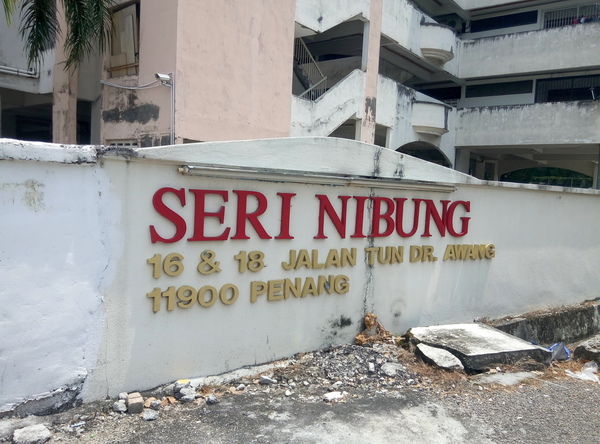 SERI NIBUNG
16 & 18 JALAN TUN DR. AWANG
11900 PENANG